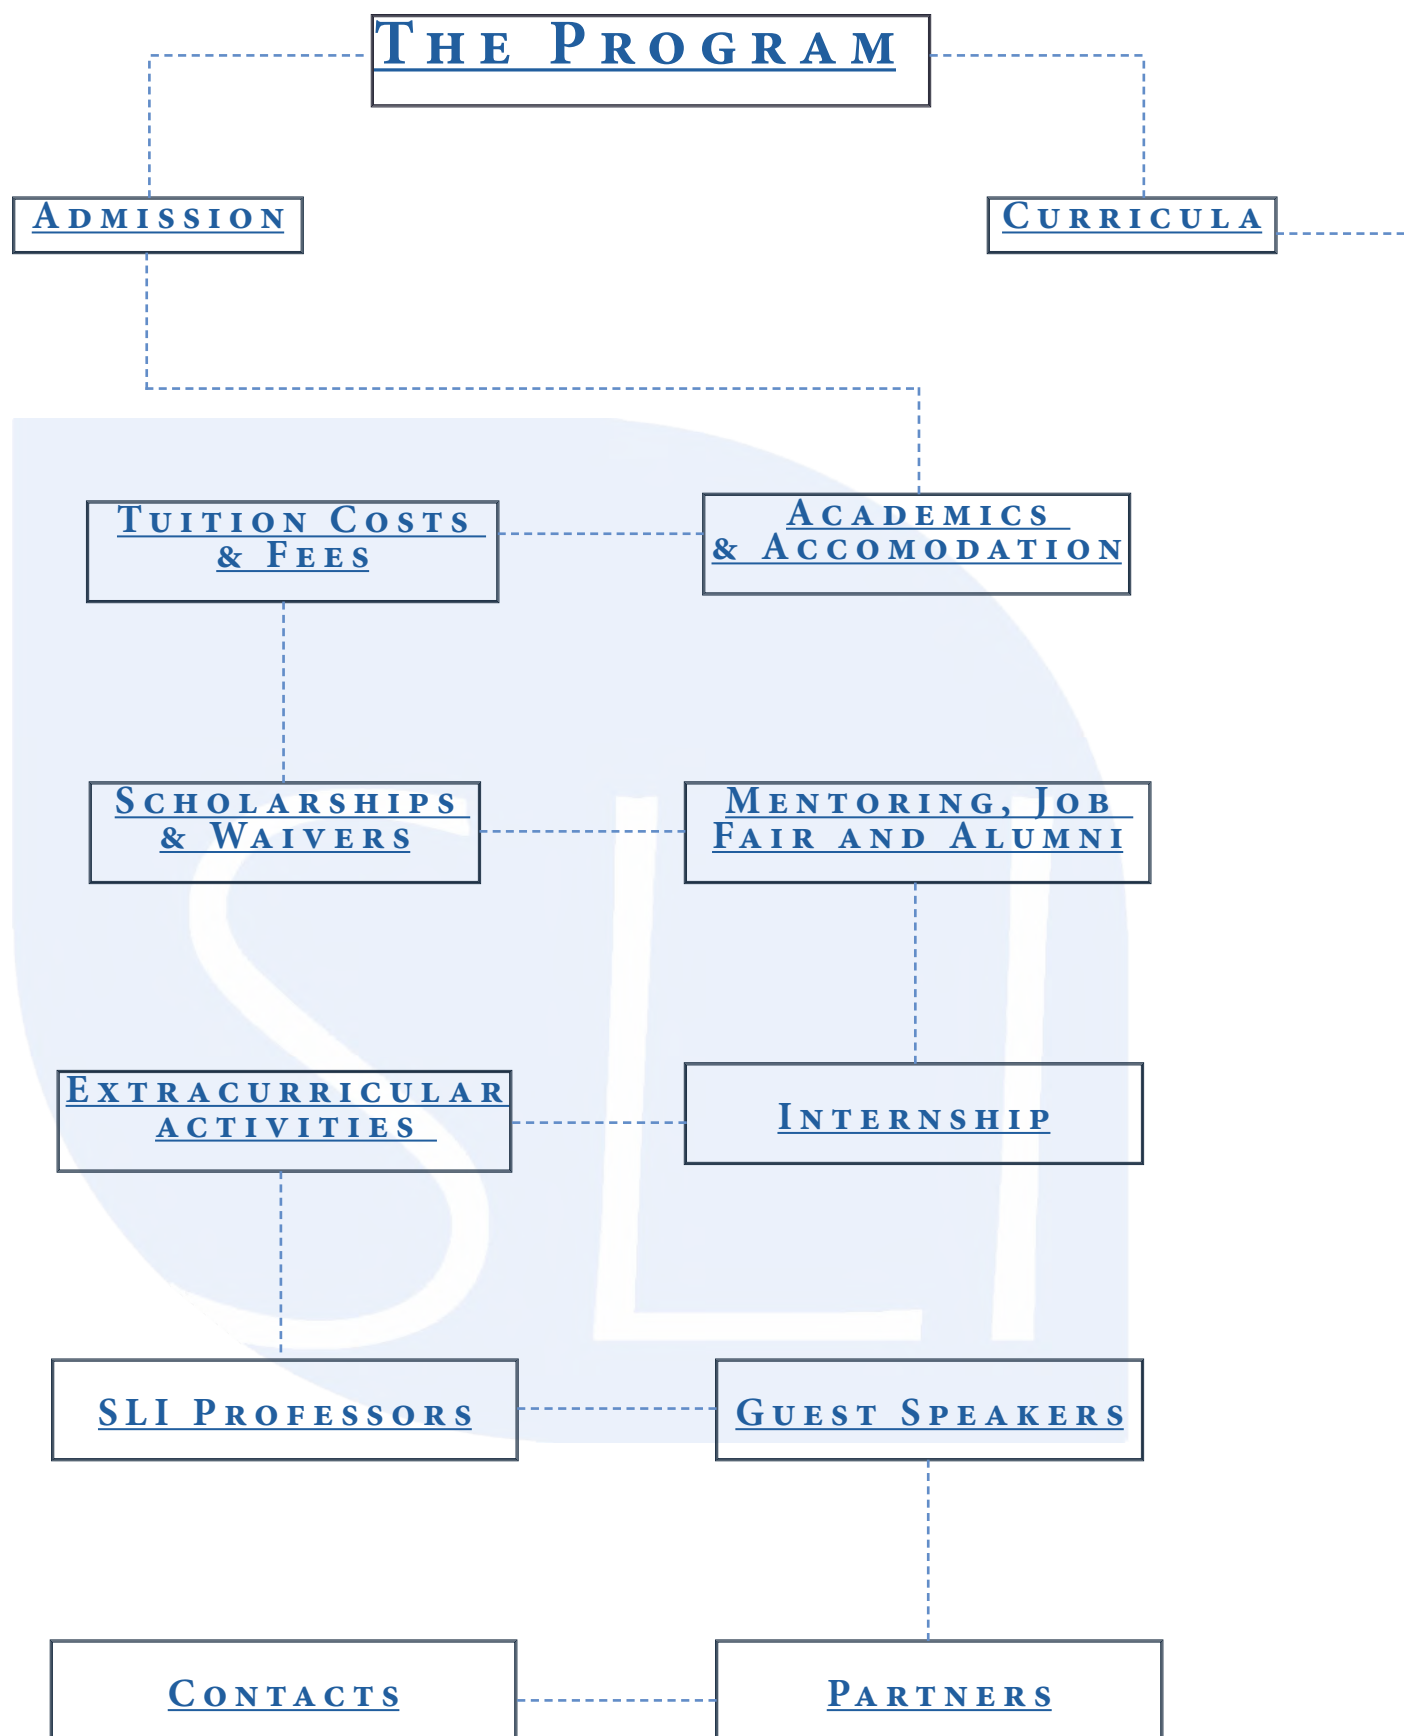 The Program
Admission
Curricula
Tuition Costs
& Fees
Academics
& Accomodation
Scholarships
& Waivers
Mentoring, Job
Fair and Alumni
Extracurricular
activities
Internship
SLI Professors
Guest Speakers
Contacts
Partners
SLI